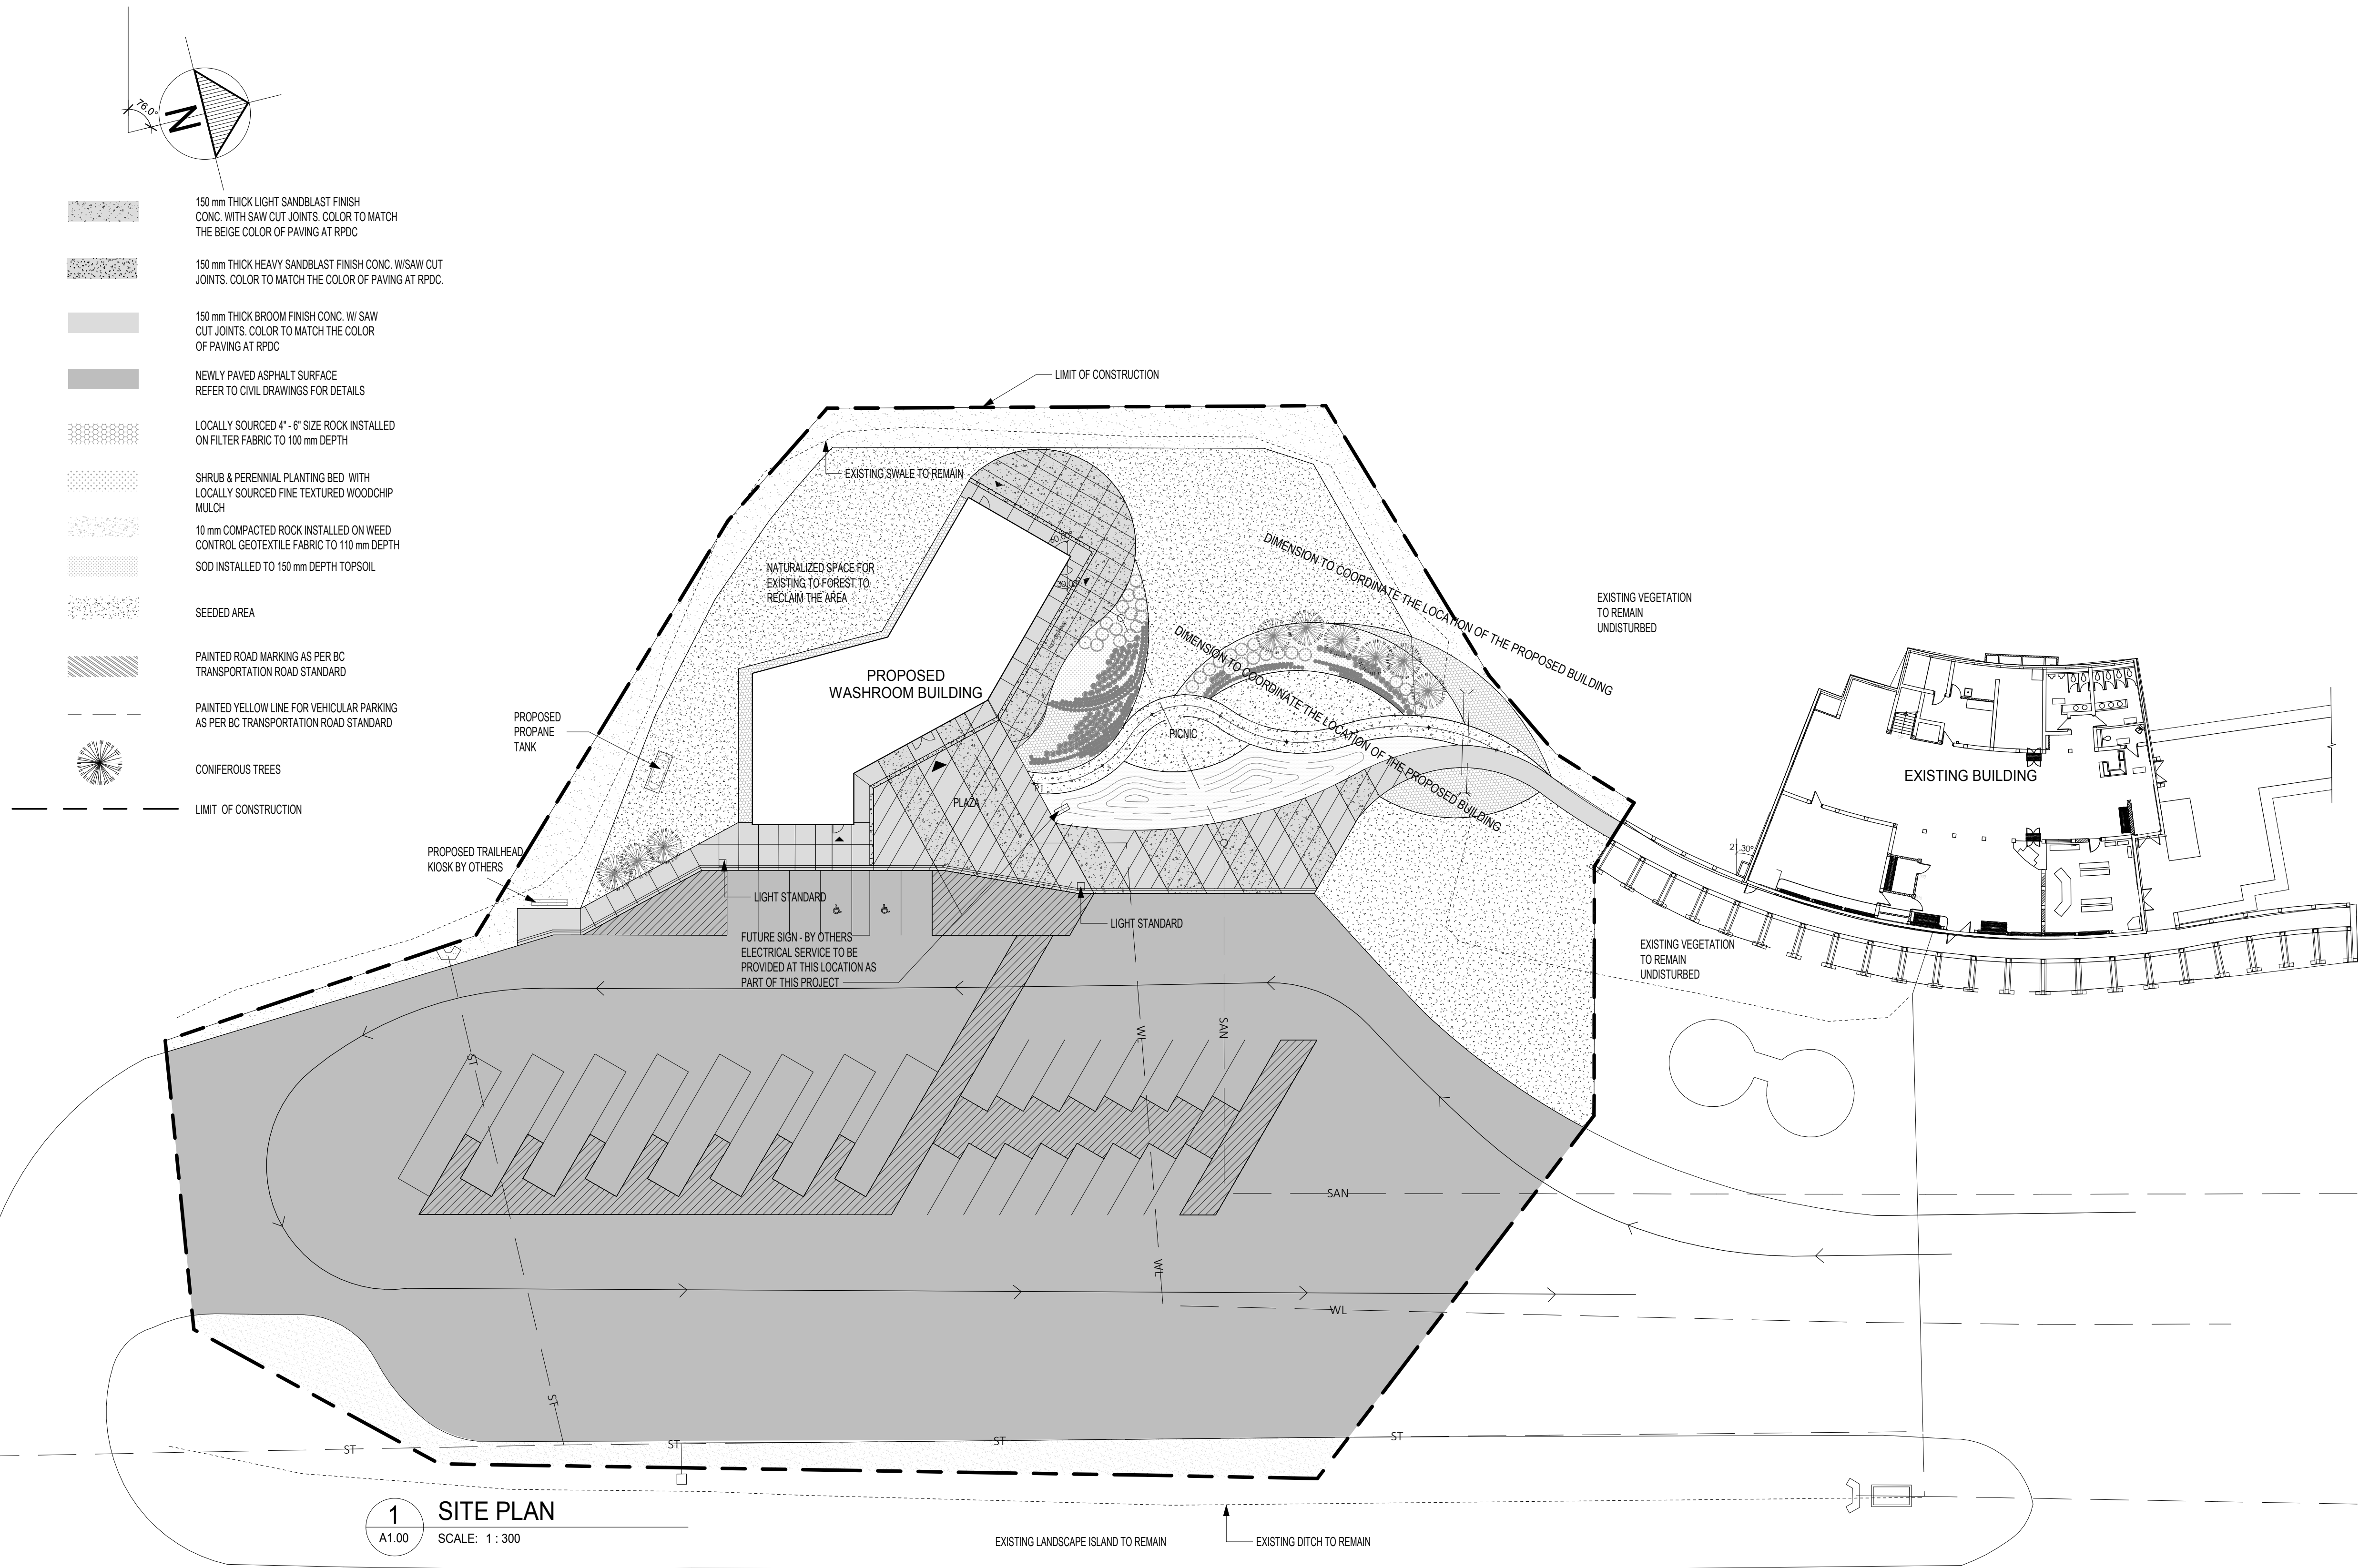 76.0°
N
150 mm THICK LIGHT SANDBLAST FINISH
CONC. WITH SAW CUT JOINTS. COLOR TO MATCH
THE BEIGE COLOR OF PAVING AT RPDC
150 mm THICK HEAVY SANDBLAST FINISH CONC. W/SAW CUT
JOINTS. COLOR TO MATCH THE COLOR OF PAVING AT RPDC.
150 mm THICK BROOM FINISH CONC. W/ SAW
CUT JOINTS. COLOR TO MATCH THE COLOR
OF PAVING AT RPDC
NEWLY PAVED ASPHALT SURFACE
REFER TO CIVIL DRAWINGS FOR DETAILS
LOCALLY SOURCED 4" - 6" SIZE ROCK INSTALLED
ON FILTER FABRIC TO 100 mm DEPTH
SHRUB & PERENNIAL PLANTING BED WITH
LOCALLY SOURCED FINE TEXTURED WOODCHIP
MULCH
10 mm COMPACTED ROCK INSTALLED ON WEED
CONTROL GEOTEXTILE FABRIC TO 110 mm DEPTH
SOD INSTALLED TO 150 mm DEPTH TOPSOIL
SEEDED AREA
PAINTED ROAD MARKING AS PER BC
TRANSPORTATION ROAD STANDARD
PAINTED YELLOW LINE FOR VEHICULAR PARKING
AS PER BC TRANSPORTATION ROAD STANDARD
CONIFEROUS TREES
LIMIT OF CONSTRUCTION
LIMIT OF CONSTRUCTION
EXISTING SWALE TO REMAIN
NATURALIZED SPACE FOR
EXISTING TO FOREST TO
RECLAIM THE AREA
60.00°
30.03°
DIMENSION TO COORDINATE THE LOCATION OF THE PROPOSED BUILDING
DIMENSION TO COORDINATE THE LOCATION OF THE PROPOSED BUILDING
EXISTING VEGETATION
TO REMAIN
UNDISTURBED
PROPOSED
WASHROOM BUILDING
PROPOSED
PROPANE
TANK
PICNIC
PLAZA
EXISTING BUILDING
21.30°
PROPOSED TRAILHEAD
KIOSK BY OTHERS
LIGHT STANDARD
LIGHT STANDARD
FUTURE SIGN - BY OTHERS
ELECTRICAL SERVICE TO BE
PROVIDED AT THIS LOCATION AS
PART OF THIS PROJECT
EXISTING VEGETATION
TO REMAIN
UNDISTURBED
ST
WL
SAN
SAN
WL
WL
ST
ST
ST
ST
ST
1
A1.00
SITE PLAN
SCALE: 1 : 300
EXISTING LANDSCAPE ISLAND TO REMAIN
EXISTING DITCH TO REMAIN